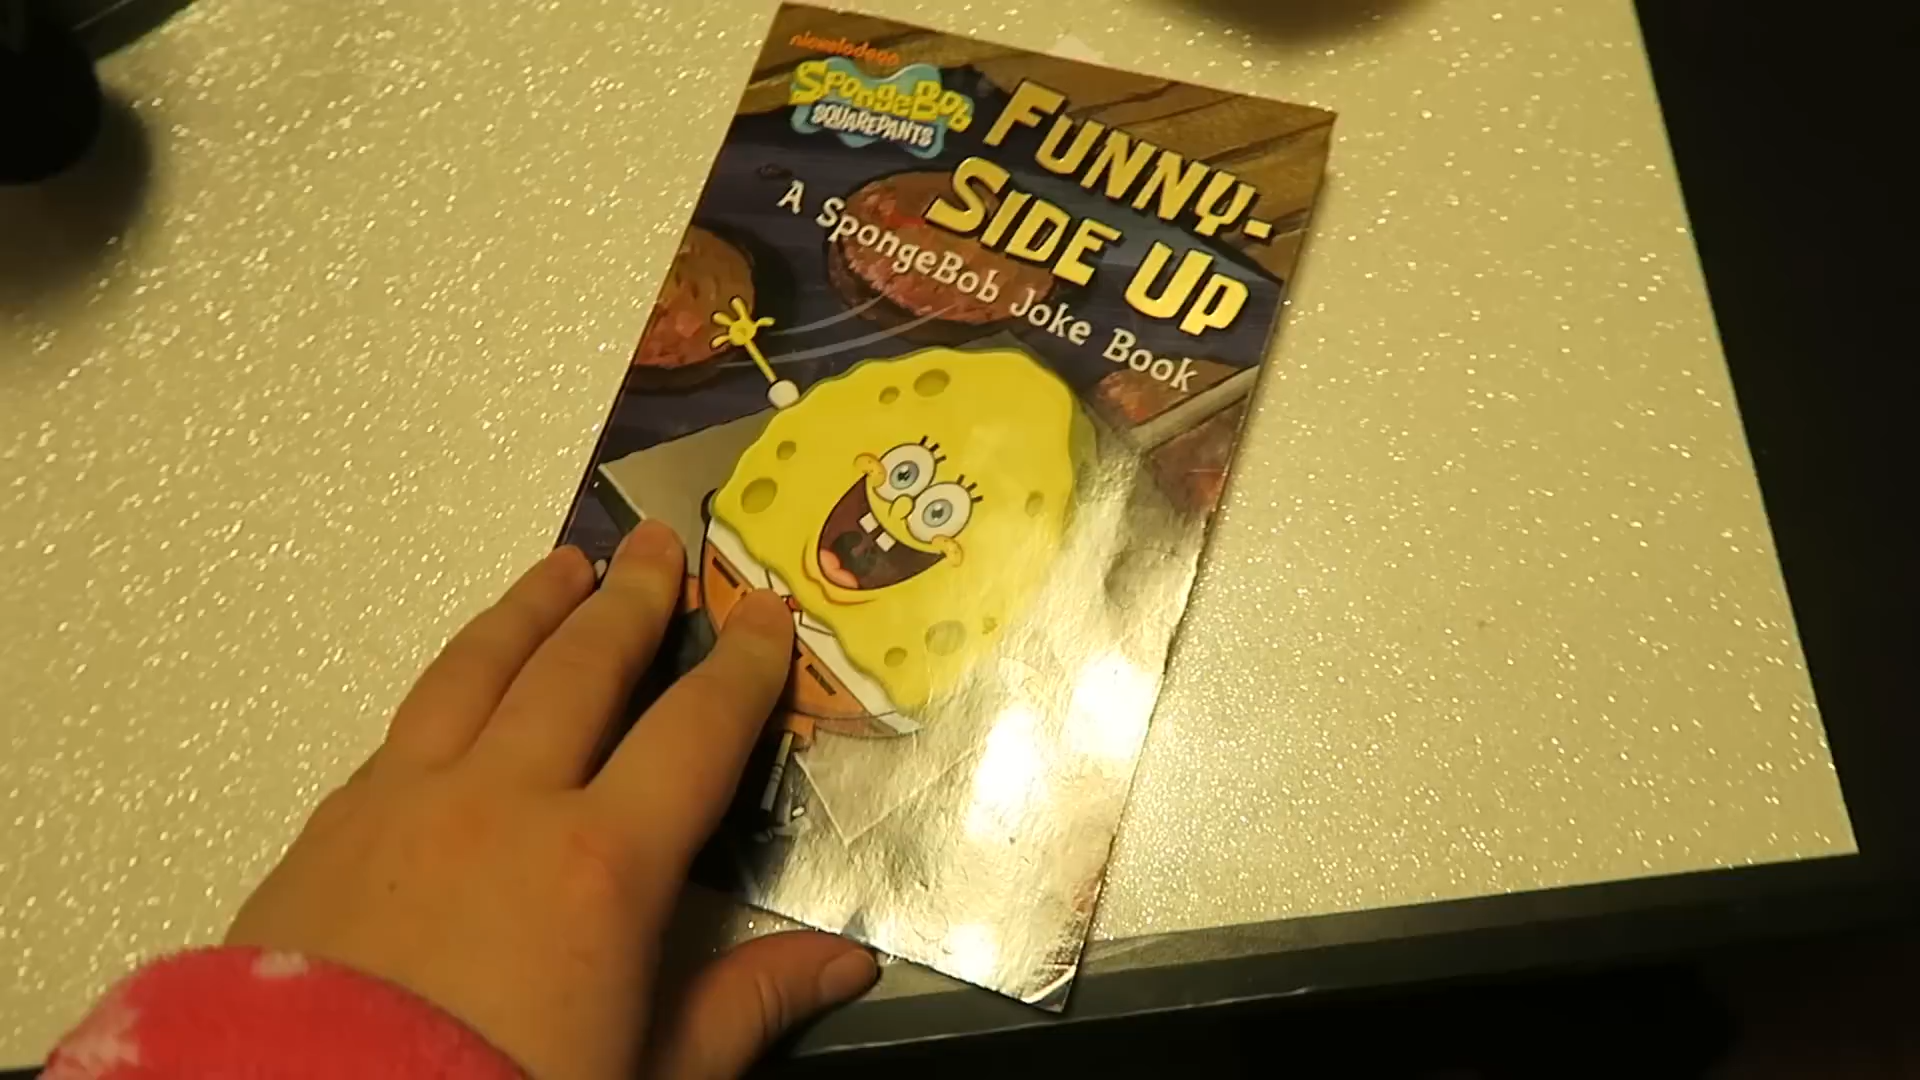 nickelodeon
SPONGEBOB
SQUAREPANTS
FUNNY-
SIDE UP
A SpongeBob Joke Book